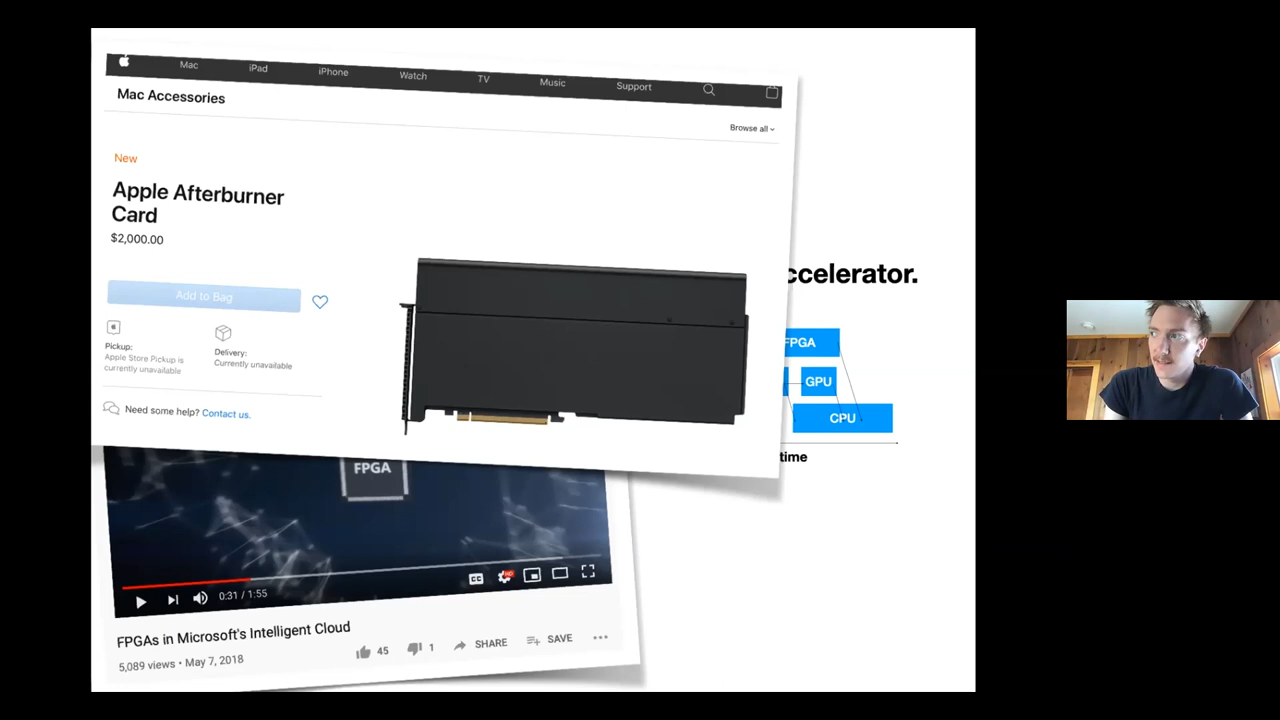 Mac iPad iPhone Watch TV Music Support
Mac Accessories
Browse all
New
Apple Afterburner
Card
$2,000.00
Add to Bag
Pickup:
Apple Store Pickup is
currently unavailable
Delivery:
Currently unavailable
Need some help? Contact us.
ccelerator.
FPGA
GPU
CPU
time
FPGA
CC
HD
0:31 / 1:55
FPGAs in Microsoft's Intelligent Cloud
5,089 views • May 7, 2018
45 1 SHARE SAVE